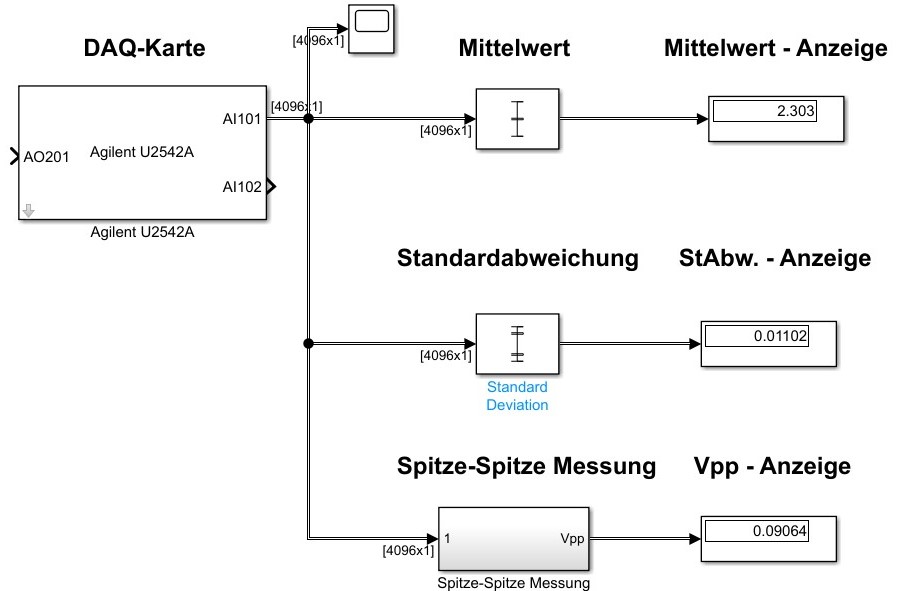 [4096x1]
DAQ-Karte
Mittelwert
Mittelwert - Anzeige
[4096x1]
AI101
2.303
[4096x1]
AO201
Agilent U2542A
AI102
Agilent U2542A
Standardabweichung
StAbw. - Anzeige
0.01102
[4096x1]
Standard
Deviation
Spitze-Spitze Messung
Vpp - Anzeige
0.09064
1
Vpp
[4096x1]
Spitze-Spitze Messung